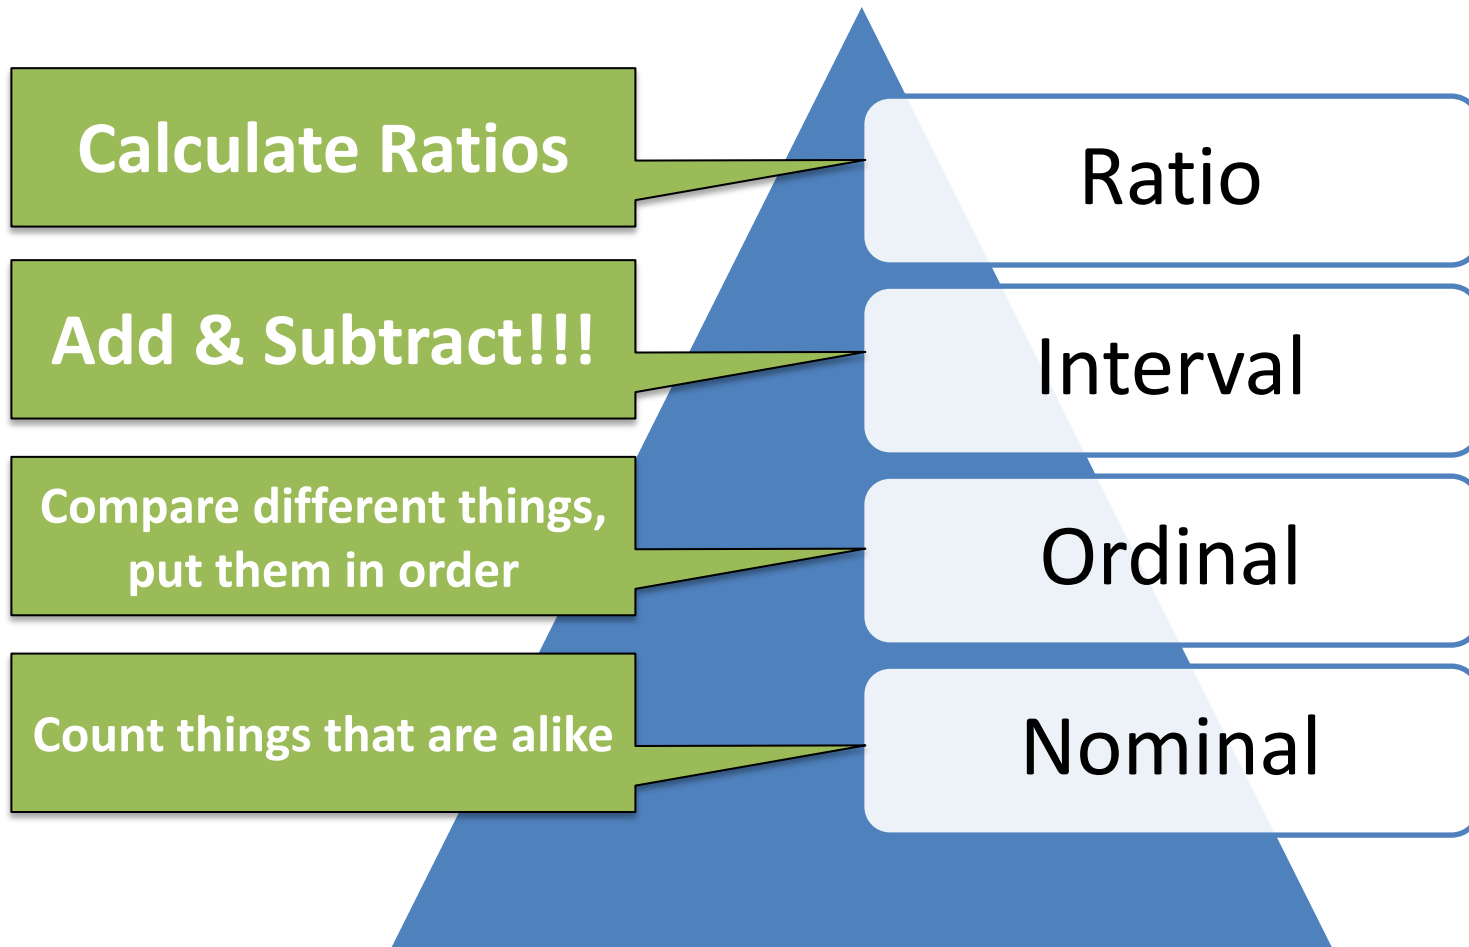 Calculate Ratios
Ratio
Add & Subtract!!!
Interval
Compare different things,
put them in order
Ordinal
Count things that are alike
Nominal